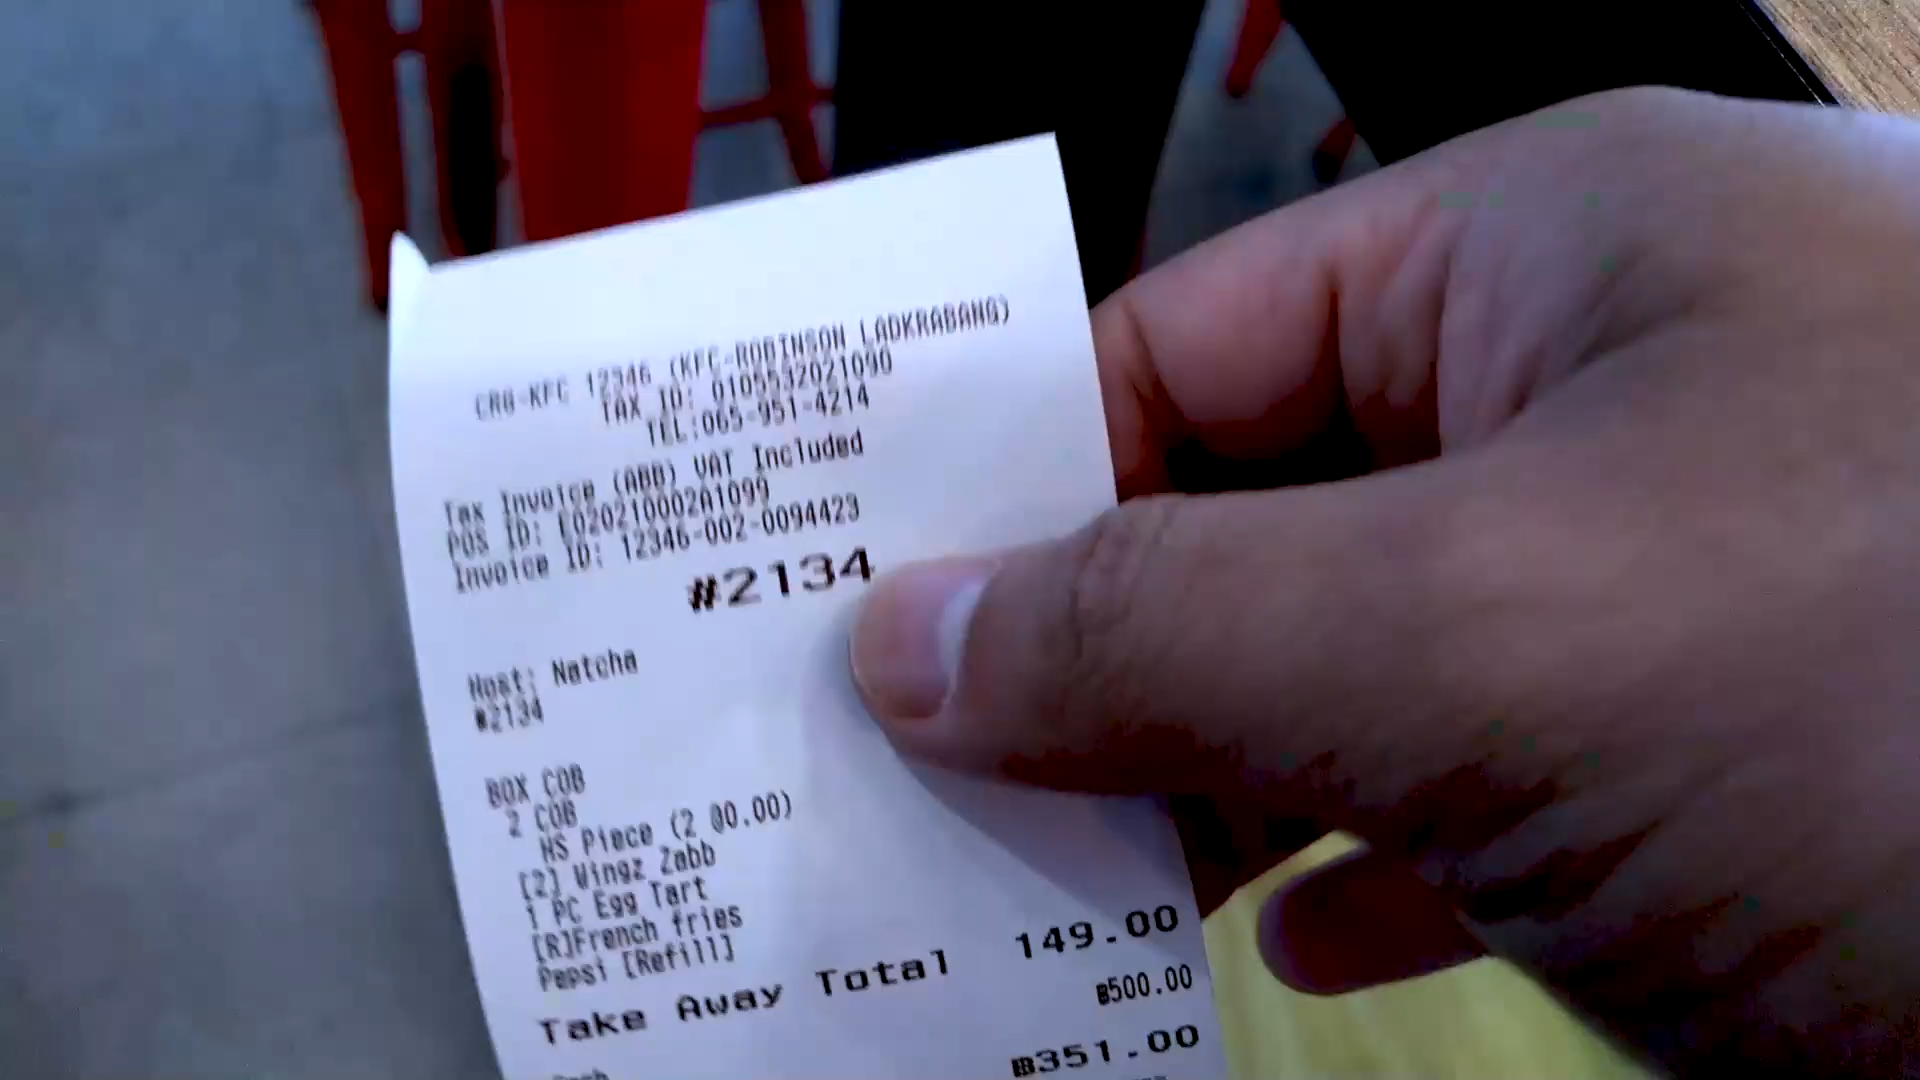 CRG-KFC 12346 (KFC-ROBINSON LADKRABANG)
TAX ID: 0105532021090
TEL:065-951-4214
Tax Invoice (ABB) VAT Included
POS ID: E020210002A1099
Invoice ID: 12346-002-0094423
#2134
Host: Natcha
#2134
BOX COB
2 COB
HS Piece (2 @0.00)
[2] Wingz Zabb
1 PC Egg Tart
[R]French fries
Pepsi [Refill]
Take Away Total 149.00
฿500.00
฿351.00